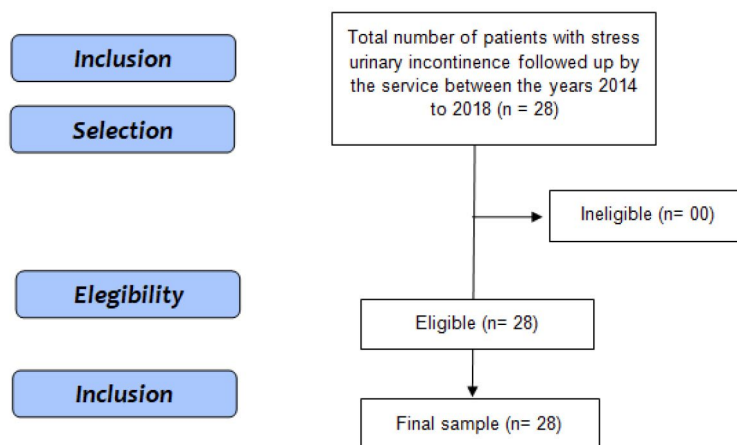 Inclusion
Total number of patients with stress
urinary incontinence followed up by
the service between the years 2014
to 2018 (n = 28)
Selection
Ineligible (n= 00)
Elegibility
Eligible (n= 28)
Inclusion
Final sample (n= 28)